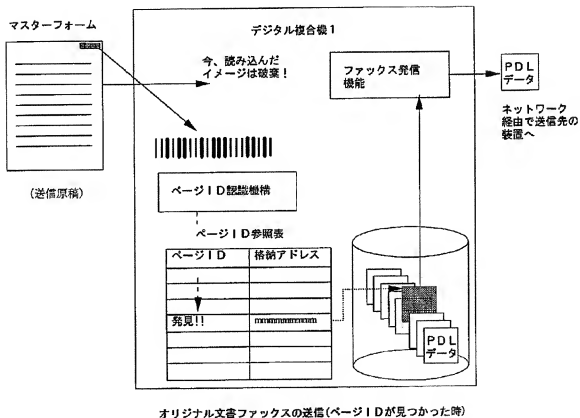 マスターフォーム
(送信原稿)
デジタル複合機1
今、読み込んだ
イメージは破棄!
ファックス発信
機能
PDL
データ
ネットワーク
経由で送信先の
装置へ
ページID認識機構
ページID参照表
ページID
格納アドレス
発見!!
PDL
データ
オリジナル文書ファックスの送信(ページIDが見つかった時)